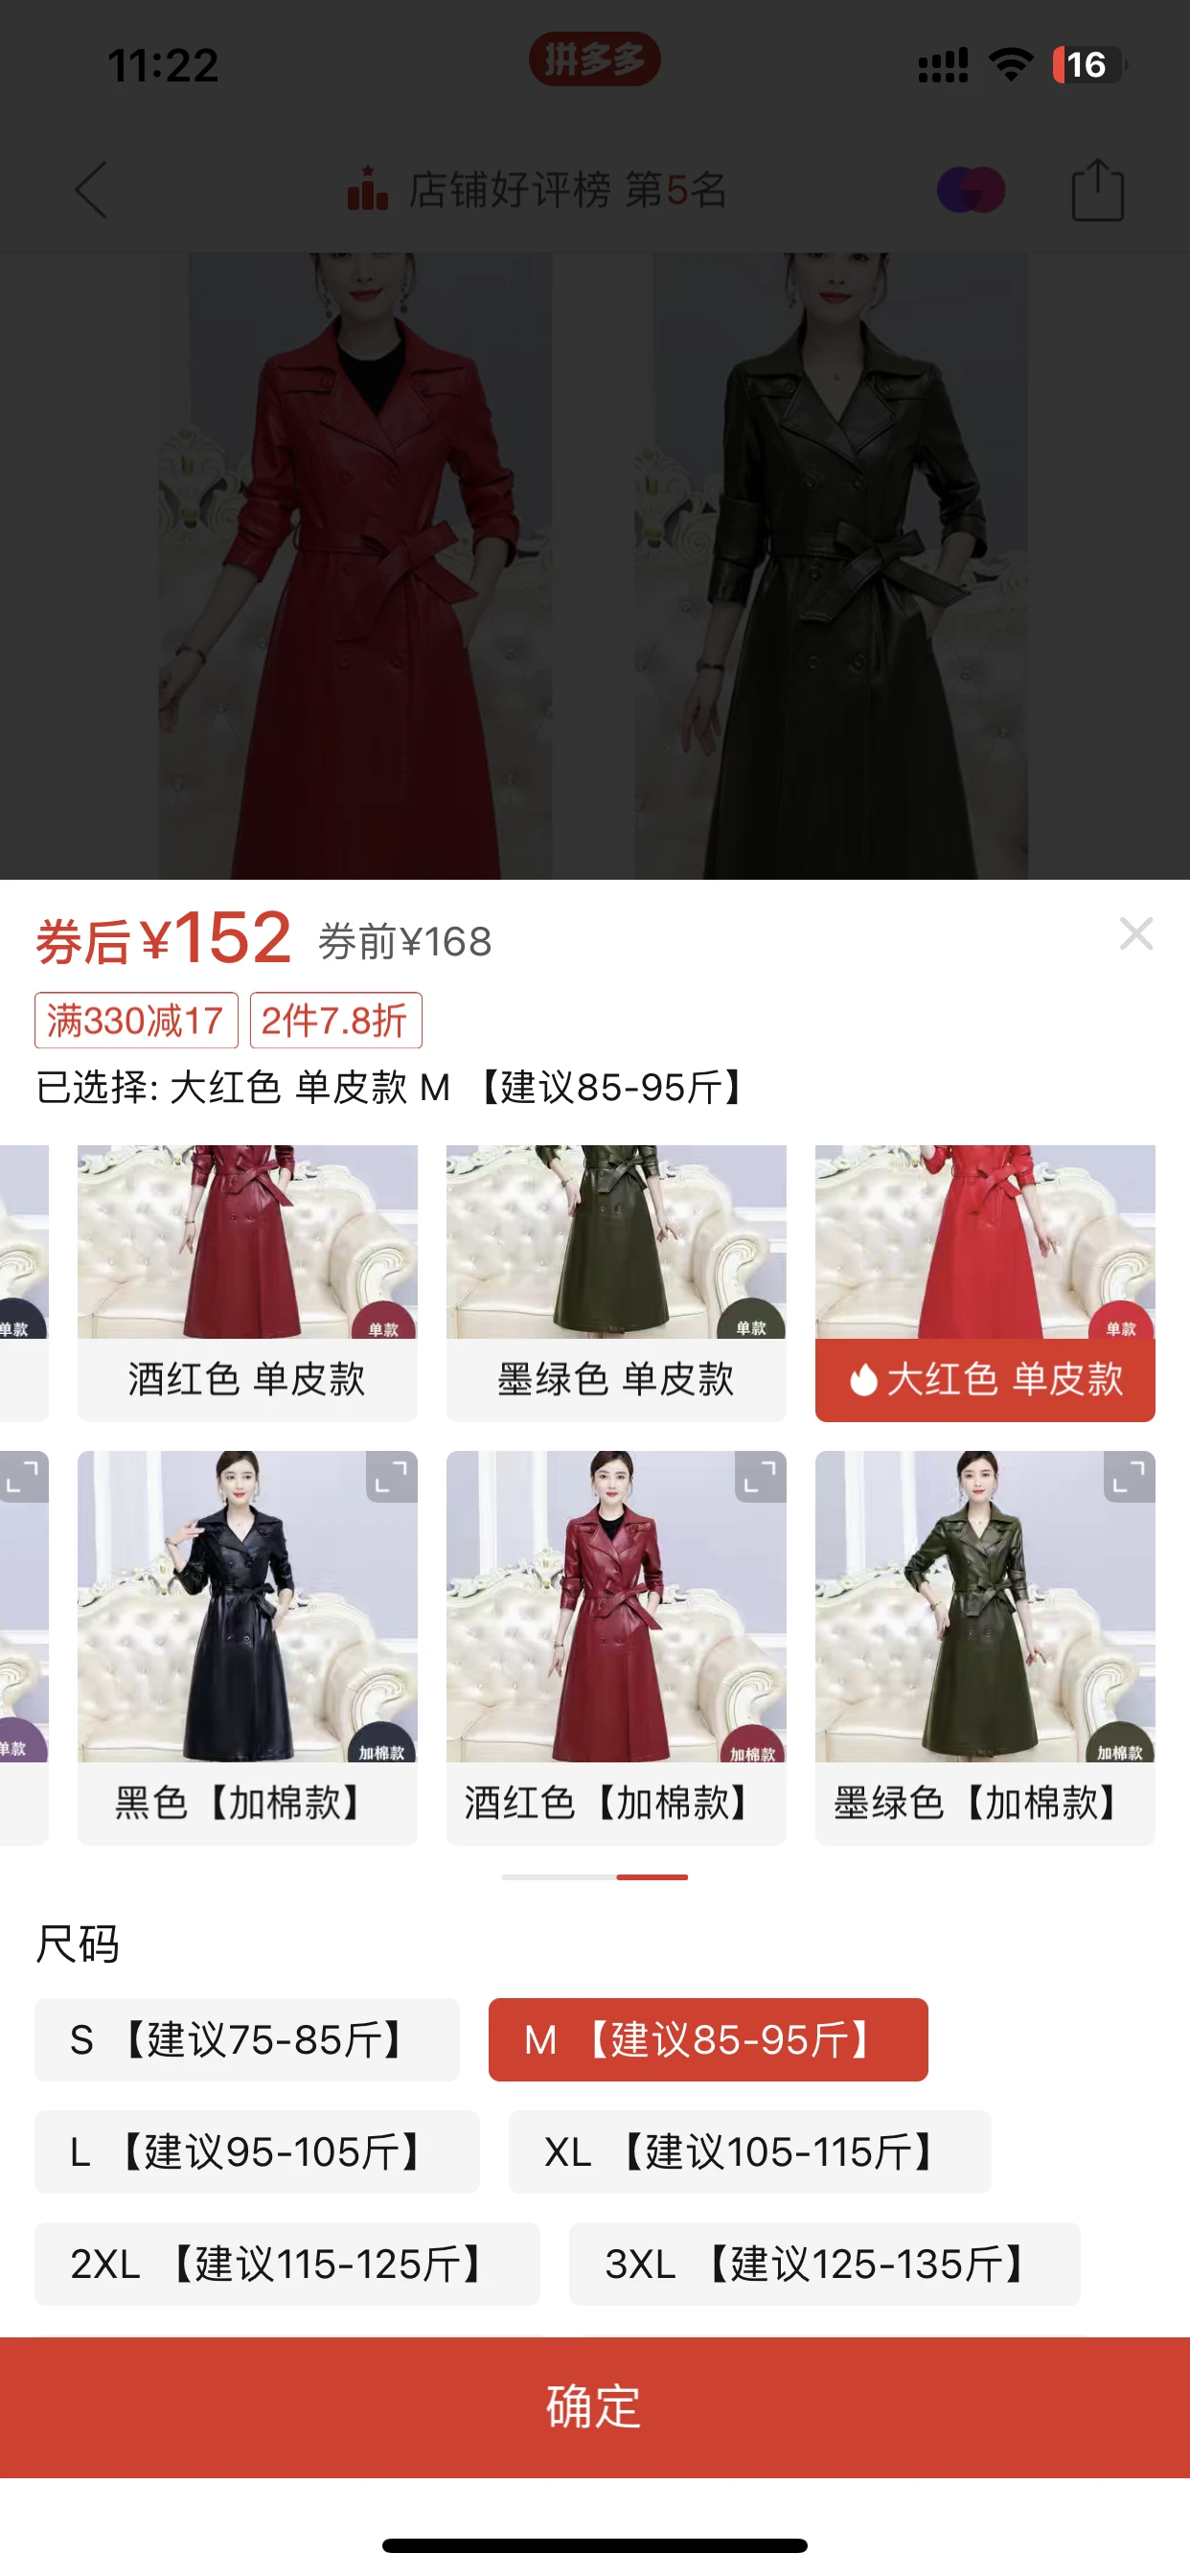 11:22
拼多多
16
店铺好评榜 第5名
券后¥152 券前¥168
满330减17 2件7.8折
已选择: 大红色 单皮款 M 【建议85-95斤】
单款 单款 单款 单款
酒红色 单皮款 墨绿色 单皮款 大红色 单皮款
单款 加棉款 加棉款 加棉款
黑色【加棉款】 酒红色【加棉款】 墨绿色【加棉款】
尺码
S 【建议75-85斤】 M 【建议85-95斤】
L 【建议95-105斤】 XL 【建议105-115斤】
2XL 【建议115-125斤】 3XL 【建议125-135斤】
确定